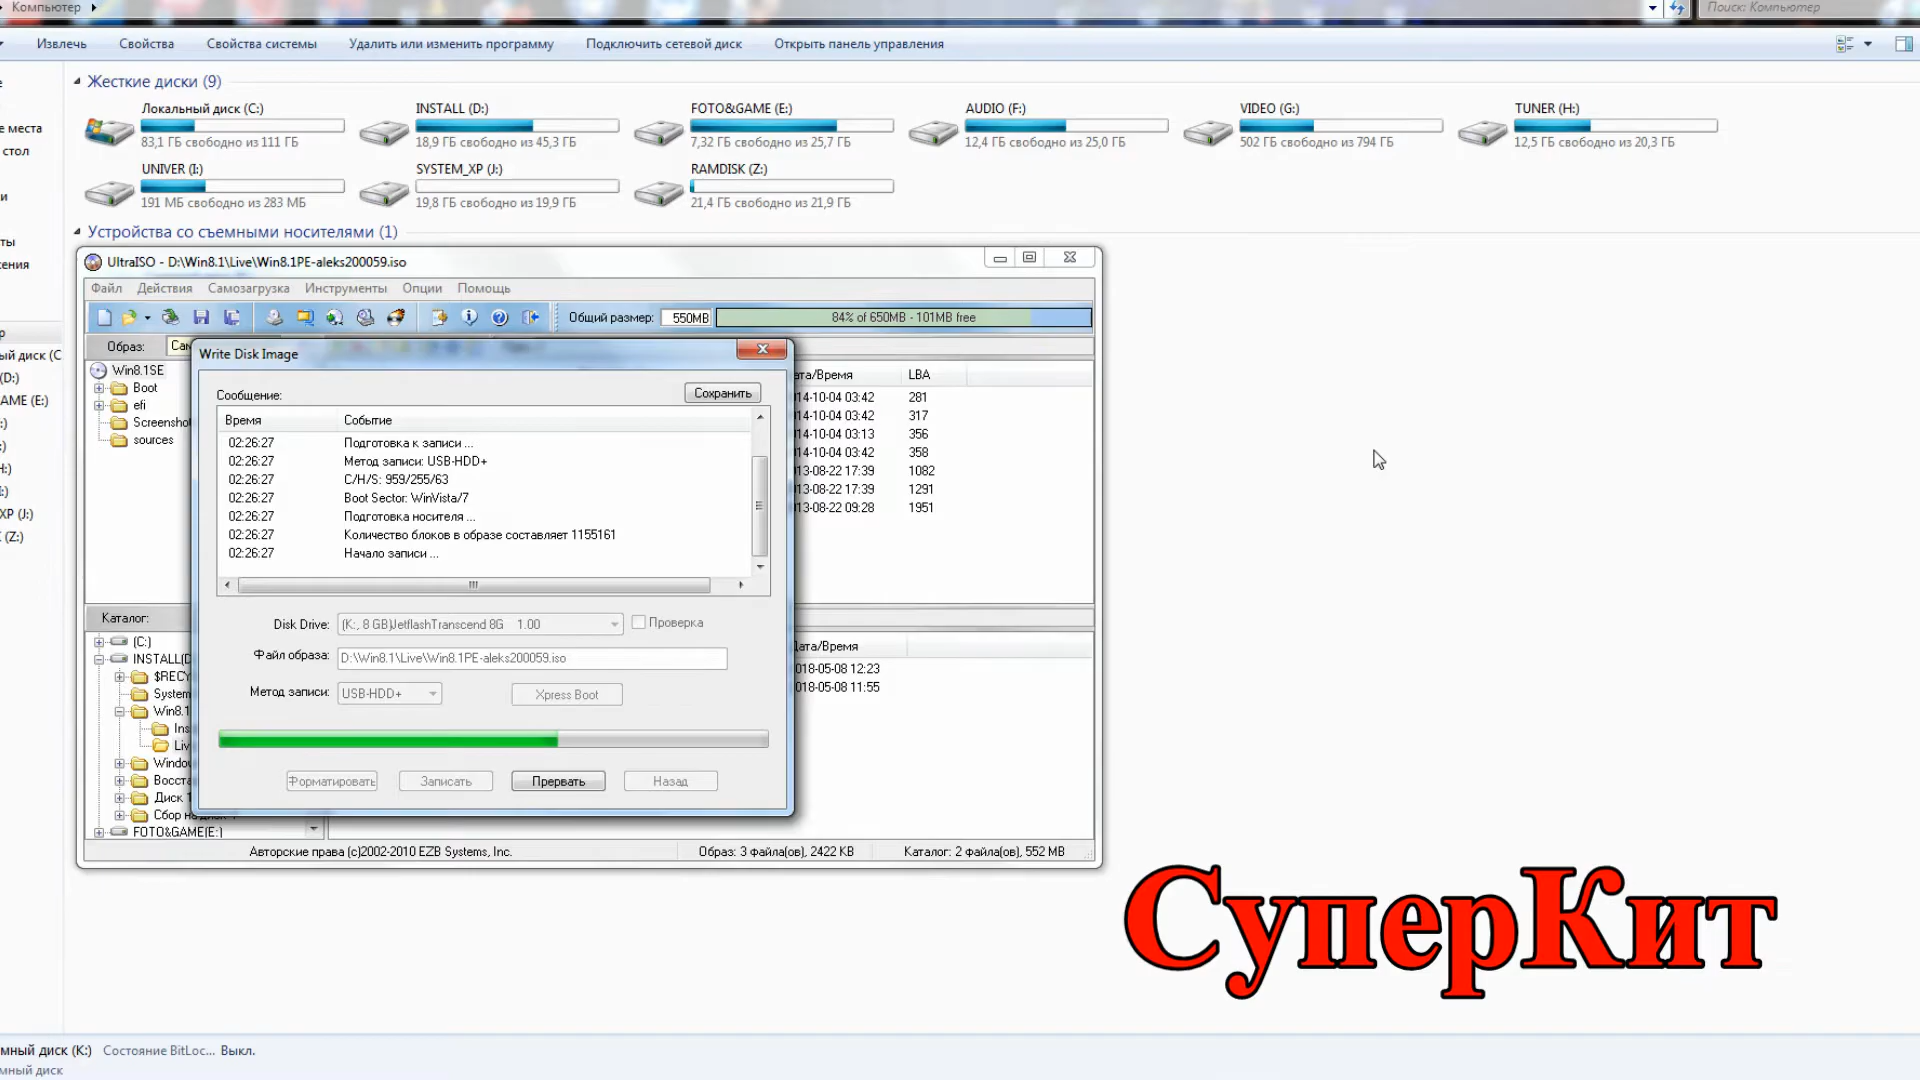 Компьютер
Поиск: Компьютер
Извлечь Свойства Свойства системы Удалить или изменить программу Подключить сетевой диск Открыть панель управления
Жесткие диски (9)
Локальный диск (C:) INSTALL (D:) FOTO&GAME (E:) AUDIO (F:) VIDEO (G:) TUNER (H:)
83,1 ГБ свободно из 111 ГБ 18,9 ГБ свободно из 45,3 ГБ 7,32 ГБ свободно из 25,7 ГБ 12,4 ГБ свободно из 25,0 ГБ 502 ГБ свободно из 794 ГБ 12,5 ГБ свободно из 20,3 ГБ
UNIVER (I:) SYSTEM_XP (J:) RAMDISK (Z:)
191 МБ свободно из 283 МБ 19,8 ГБ свободно из 19,9 ГБ 21,4 ГБ свободно из 21,9 ГБ
Устройства со съемными носителями (1)
е места
стол
ый диск (C
(D:)
AME (E:)
H:)
XP (J:)
(Z:)
UltraISO - D:\Win8.1\Live\Win8.1PE-aleks200059.iso
Файл Действия Самозагрузка Инструменты Опции Помощь
Общий размер: 550MB 84% of 650MB - 101MB free
Образ: Сам
Win8.1SE
Boot
efi
Screensho
sources
ата/Время LBA
14-10-04 03:42 281
14-10-04 03:42 317
14-10-04 03:13 356
14-10-04 03:42 358
13-08-22 17:39 1082
13-08-22 17:39 1291
13-08-22 09:28 1951
Write Disk Image
Сообщение: Сохранить
Время Событие
02:26:27 Подготовка к записи ...
02:26:27 Метод записи: USB-HDD+
02:26:27 C/H/S: 959/255/63
02:26:27 Boot Sector: WinVista/7
02:26:27 Подготовка носителя ...
02:26:27 Количество блоков в образе составляет 1155161
02:26:27 Начало записи ...
Disk Drive: (K:, 8 GB)JetflashTranscend 8G 1.00 Проверка
Файл образа: D:\Win8.1\Live\Win8.1PE-aleks200059.iso
Метод записи: USB-HDD+ Xpress Boot
Форматировать Записать Прервать Назад
Каталог:
(C:)
INSTALL(D
$RECY
System
Win8.1
Ins
Liv
Window
Восста
Диск 1
Сбор на диск 1
FOTO&GAME(E:)
Дата/Время
018-05-08 12:23
018-05-08 11:55
Авторские права (c)2002-2010 EZB Systems, Inc. Образ: 3 файла(ов), 2422 KB Каталог: 2 файла(ов), 552 MB
СуперКит
мный диск (K:) Состояние BitLoc... Выкл.
мный диск